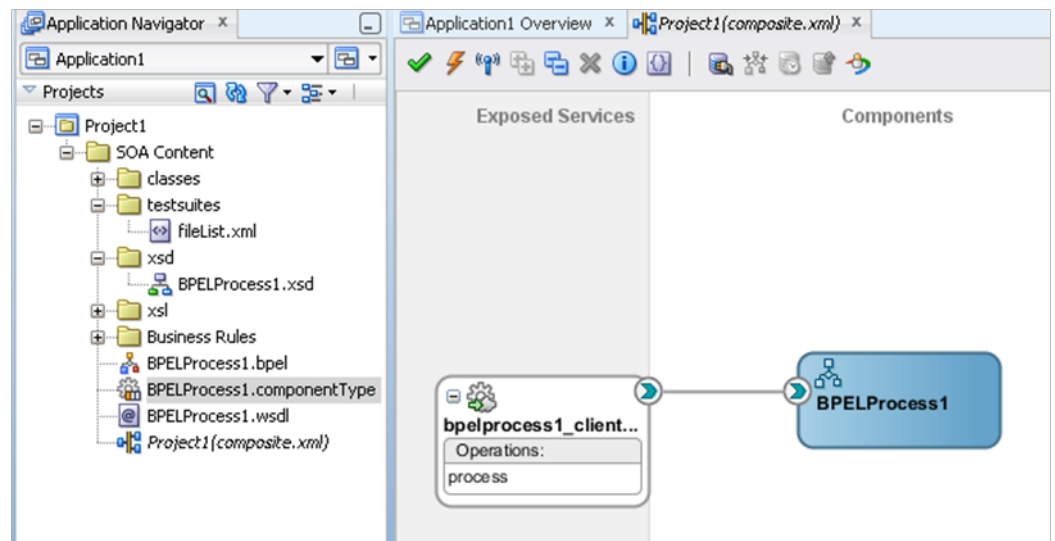 Application Navigator
Application1
Projects
Project1
SOA Content
classes
testsuites
fileList.xml
xsd
BPELProcess1.xsd
xsl
Business Rules
BPELProcess1.bpel
BPELProcess1.componentType
BPELProcess1.wsdl
Project1(composite.xml)
Application1 Overview
Project1(composite.xml)
Exposed Services
Components
bpelprocess1_client...
Operations:
process
BPELProcess1